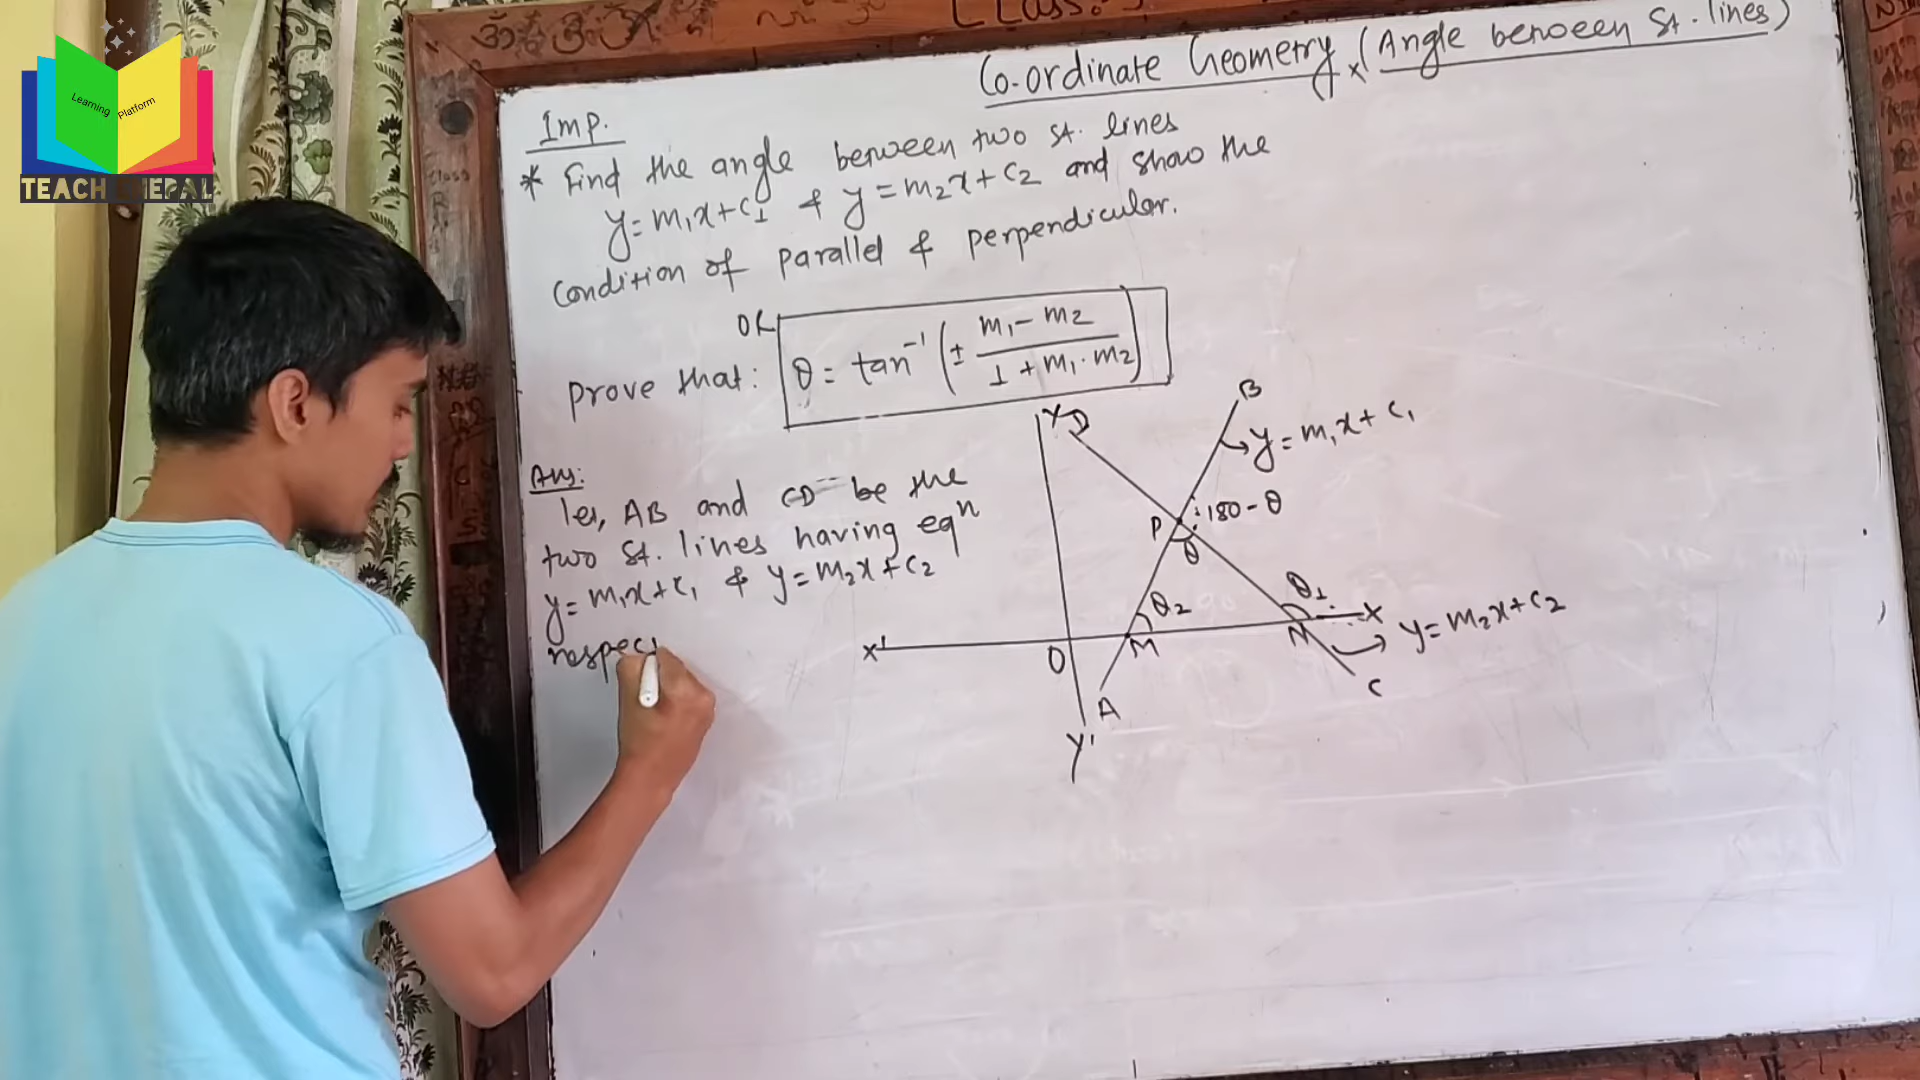 Learning Platform
TEACH NEPAL
Class:
Co-ordinate Geometry (Angle between St. lines)
Imp.
* Find the angle between two st. lines
y = m₁x + c₁ & y = m₂x + c₂ and show the
condition of parallel & perpendicular.
OR
prove that: θ = tan⁻¹ (± m₁ - m₂ / 1 + m₁ . m₂)
Ans:
let, AB and CD be the
two St. lines having eqⁿ
y = m₁x + c₁ & y = m₂x + c₂
respec
Y D
B
y = m₁x + c₁
P 180 - θ
θ
θ₂
θ₁
X
y = m₂x + c₂
X'
O
M
C
A
Y'